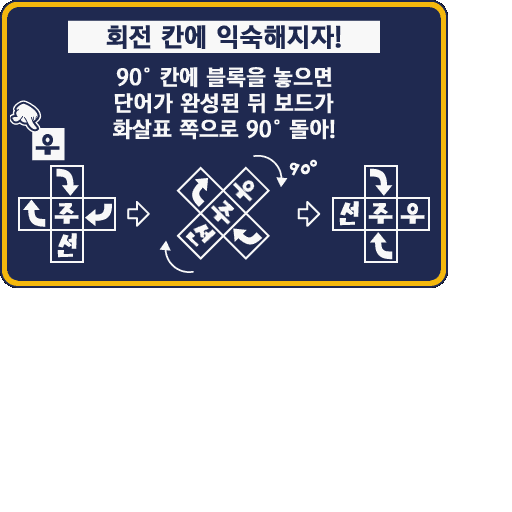 회전 칸에 익숙해지자!
90° 칸에 블록을 놓으면
단어가 완성된 뒤 보드가
화살표 쪽으로 90° 돌아!
우
90°
주
선
우
주
선
선 주 우